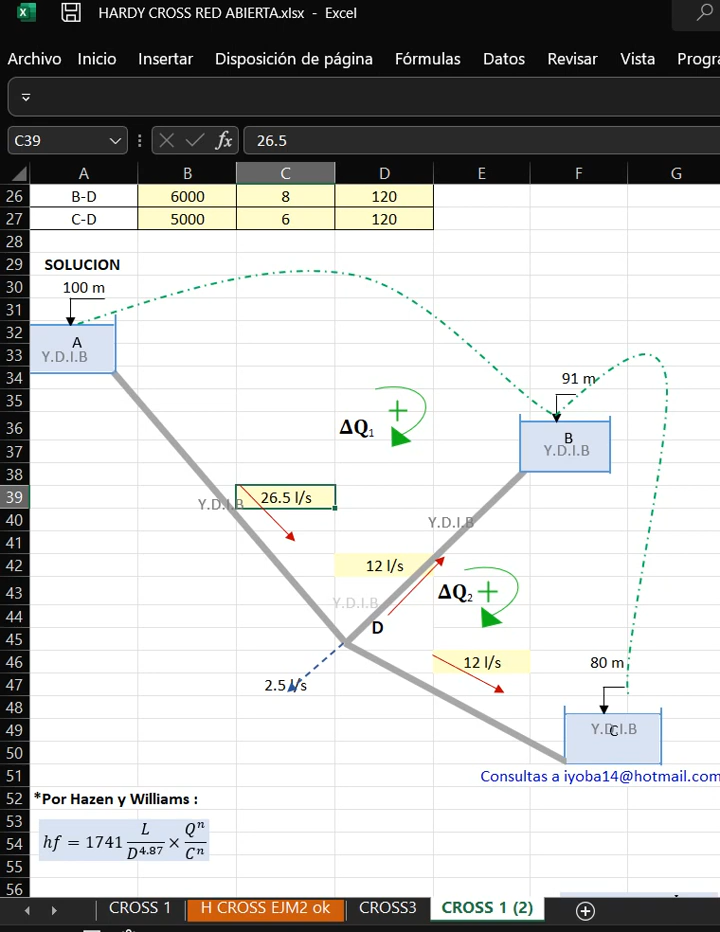 HARDY CROSS RED ABIERTA.xlsx - Excel
Archivo Inicio Insertar Disposición de página Fórmulas Datos Revisar Vista Progra
C39 fx 26.5
A B C D E F G
26 B-D 6000 8 120
27 C-D 5000 6 120
28
29 SOLUCION
30 100 m
31
32 A
33 Y.D.I.B
34 91 m
35
36 ΔQ1 + B
37 Y.D.I.B
38
39 Y.D.I.B 26.5 l/s
40 Y.D.I.B
41
42 12 l/s
43 Y.D.I.B ΔQ2 +
44
45 D
46 12 l/s 80 m
47 2.5 l/s
48
49 Y.D.I.B C
50
51 Consultas a iyoba14@hotmail.com
52 *Por Hazen y Williams :
53
54 hf = 1741 L/D^4.87 × Q^n/C^n
55
56
CROSS 1 H CROSS EJM2 ok CROSS3 CROSS 1 (2)